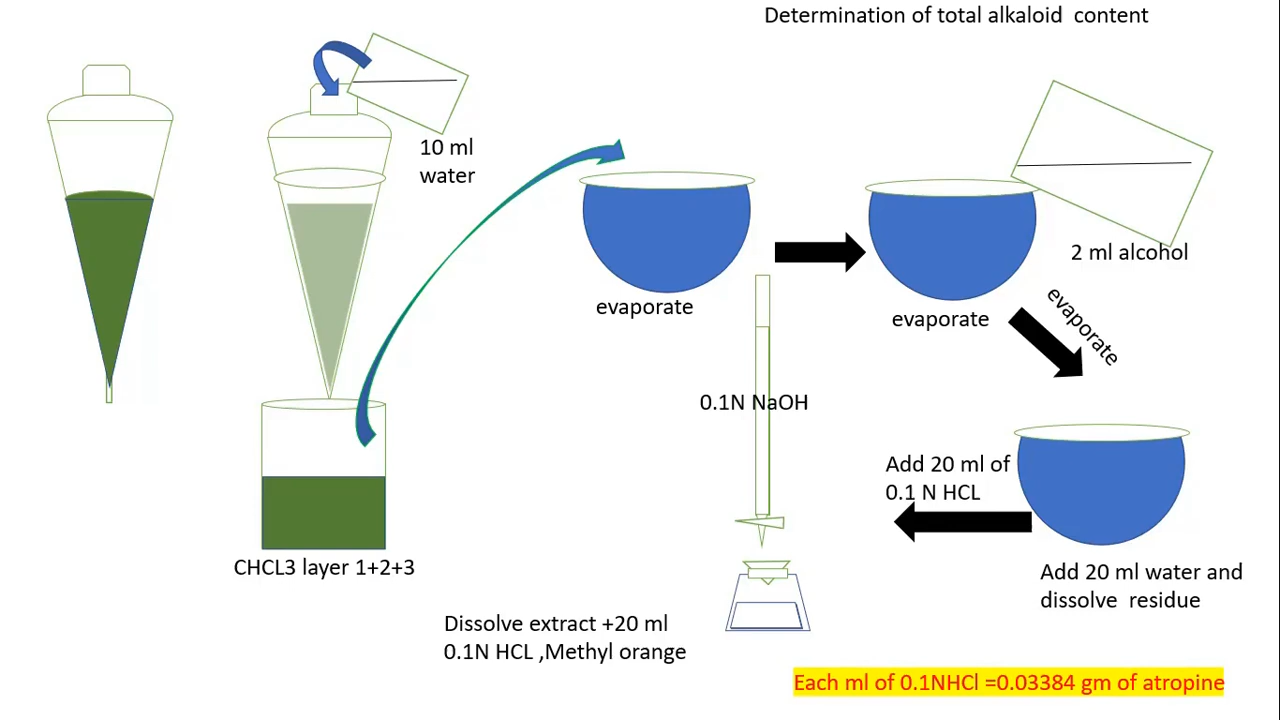 Determination of total alkaloid content
10 ml
water
evaporate
2 ml alcohol
evaporate
evaporate
0.1N NaOH
Add 20 ml of
0.1 N HCL
CHCL3 layer 1+2+3
Add 20 ml water and
dissolve residue
Dissolve extract +20 ml
0.1N HCL ,Methyl orange
Each ml of 0.1NHCl =0.03384 gm of atropine